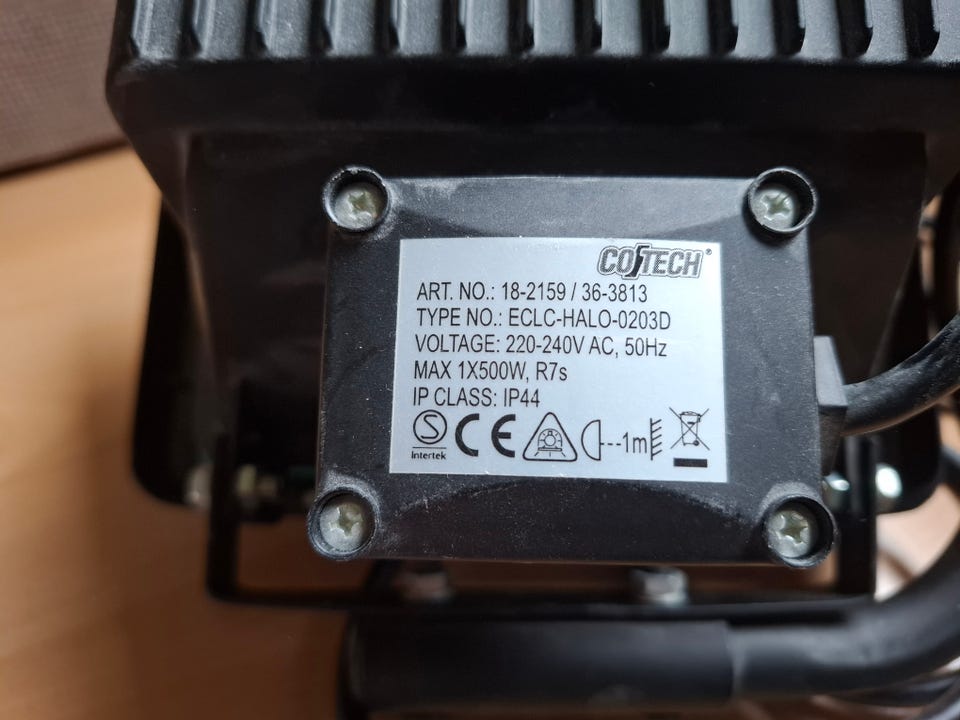 COTECH®
ART. NO.: 18-2159 / 36-3813
TYPE NO.: ECLC-HALO-0203D
VOLTAGE: 220-240V AC, 50Hz
MAX 1X500W, R7s
IP CLASS: IP44
S Intertek CE ---1m